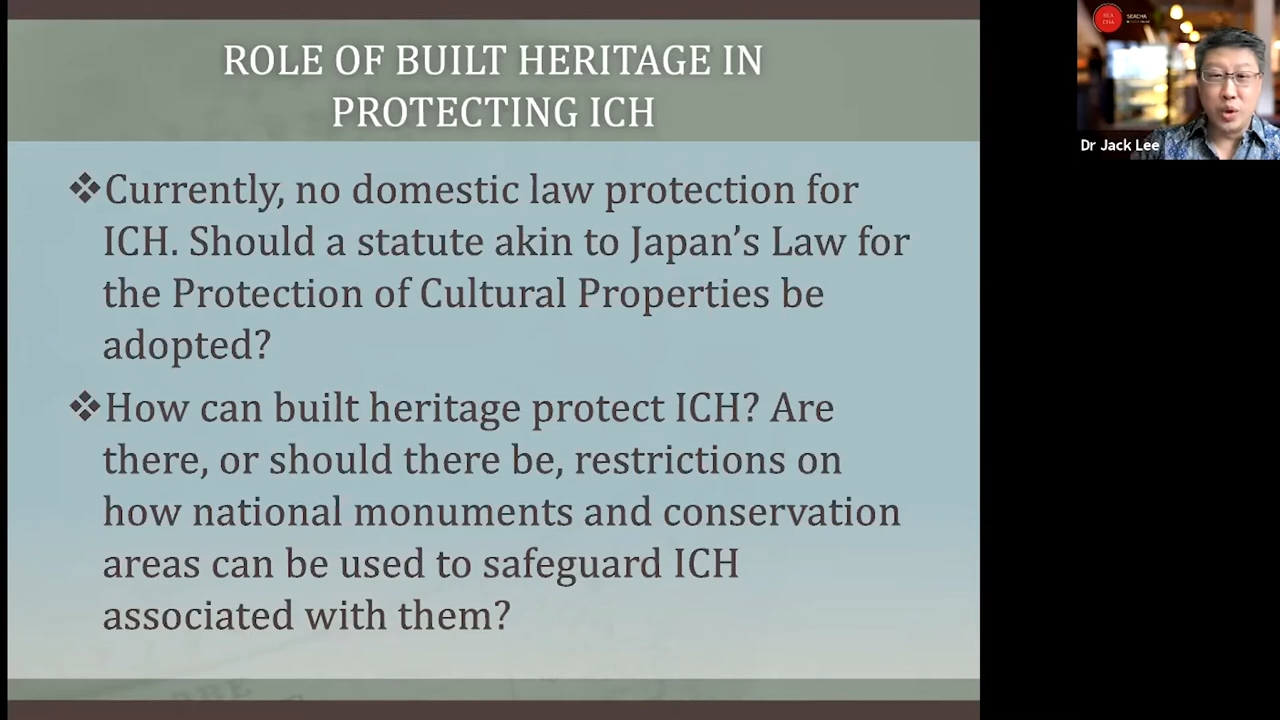 ROLE OF BUILT HERITAGE IN
PROTECTING ICH
❖Currently, no domestic law protection for
ICH. Should a statute akin to Japan’s Law for
the Protection of Cultural Properties be
adopted?
❖How can built heritage protect ICH? Are
there, or should there be, restrictions on
how national monuments and conservation
areas can be used to safeguard ICH
associated with them?
SEA
CHA
SEACHA
Dr Jack Lee